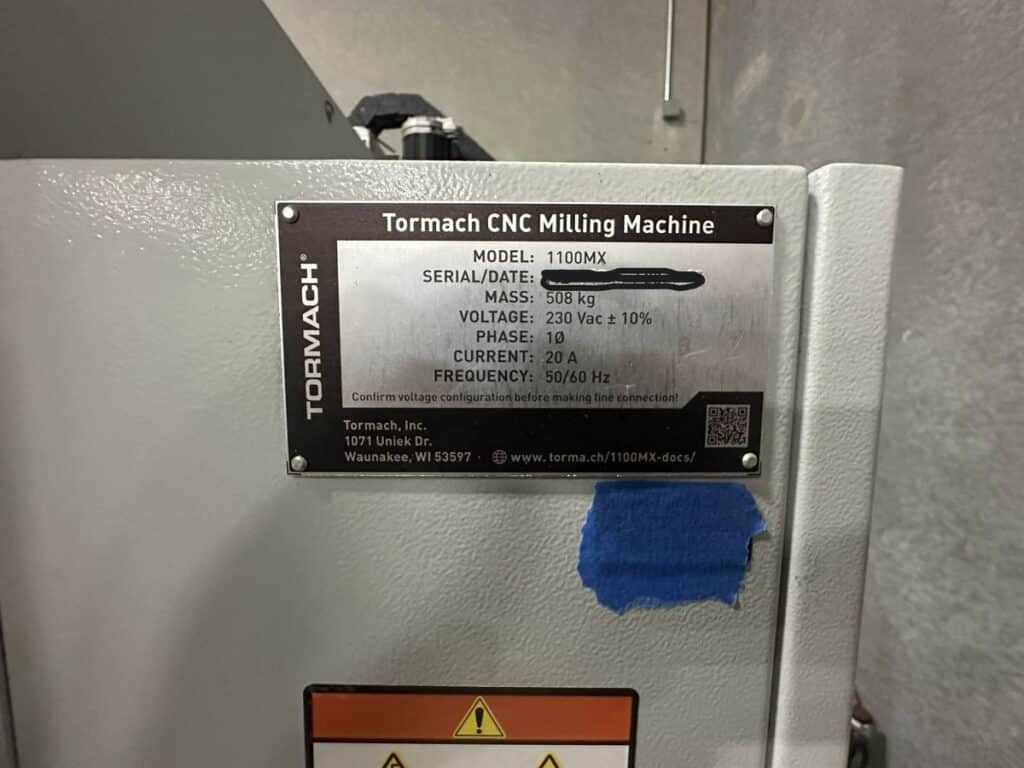 Tormach CNC Milling Machine
TORMACH®
MODEL: 1100MX
SERIAL/DATE:
MASS: 508 kg
VOLTAGE: 230 Vac ± 10%
PHASE: 1Ø
CURRENT: 20 A
FREQUENCY: 50/60 Hz
Confirm voltage configuration before making line connection!
Tormach, Inc.
1071 Uniek Dr.
Waunakee, WI 53597 · www.torma.ch/1100MX-docs/